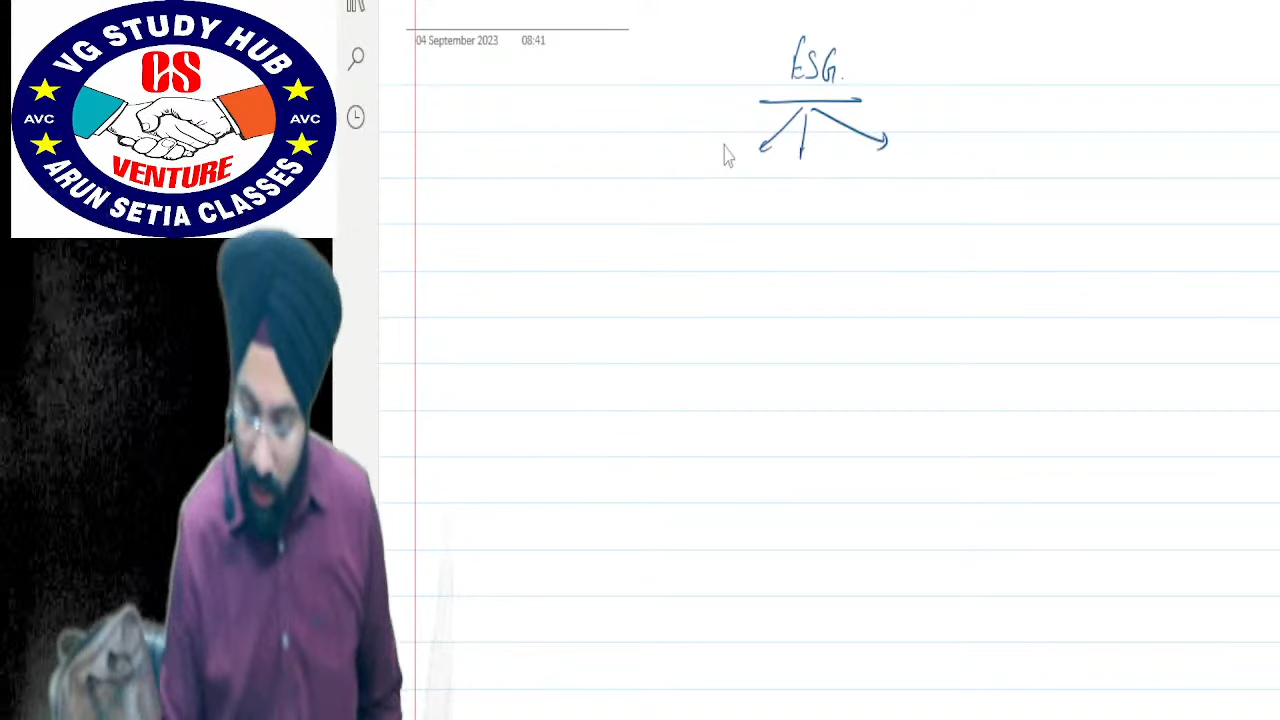 VG STUDY HUB
CS
AVC
AVC
VENTURE
ARUN SETIA CLASSES
04 September 2023 08:41
ESG.